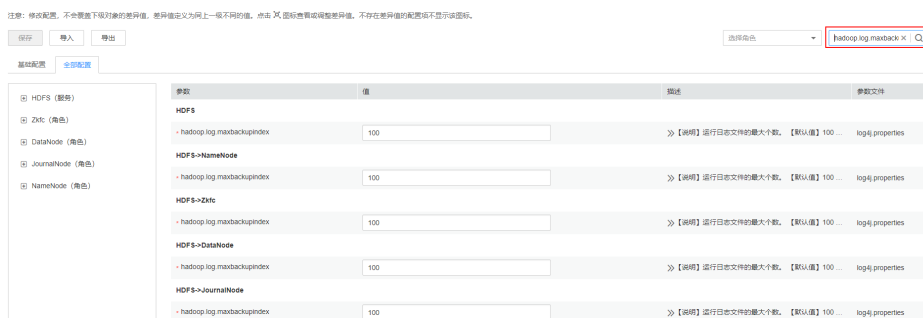 注意：修改配置，不会覆盖下级对象的差异值，差异值定义为同上一级不同的值。点击 图标查看或调整差异值。不存在差异值的配置项不显示该图标。
保存 导入 导出 选择角色 hadoop.log.maxback
基础配置 全部配置
参数 值 描述 参数文件
HDFS（服务）
Zkfc（角色）
DataNode（角色）
JournalNode（角色）
NameNode（角色）
HDFS
* hadoop.log.maxbackupindex 100 【说明】运行日志文件的最大个数。【默认值】100 ... log4j.properties
HDFS->NameNode
* hadoop.log.maxbackupindex 100 【说明】运行日志文件的最大个数。【默认值】100 ... log4j.properties
HDFS->Zkfc
* hadoop.log.maxbackupindex 100 【说明】运行日志文件的最大个数。【默认值】100 ... log4j.properties
HDFS->DataNode
* hadoop.log.maxbackupindex 100 【说明】运行日志文件的最大个数。【默认值】100 ... log4j.properties
HDFS->JournalNode
* hadoop.log.maxbackupindex 100 【说明】运行日志文件的最大个数。【默认值】100 ... log4j.properties